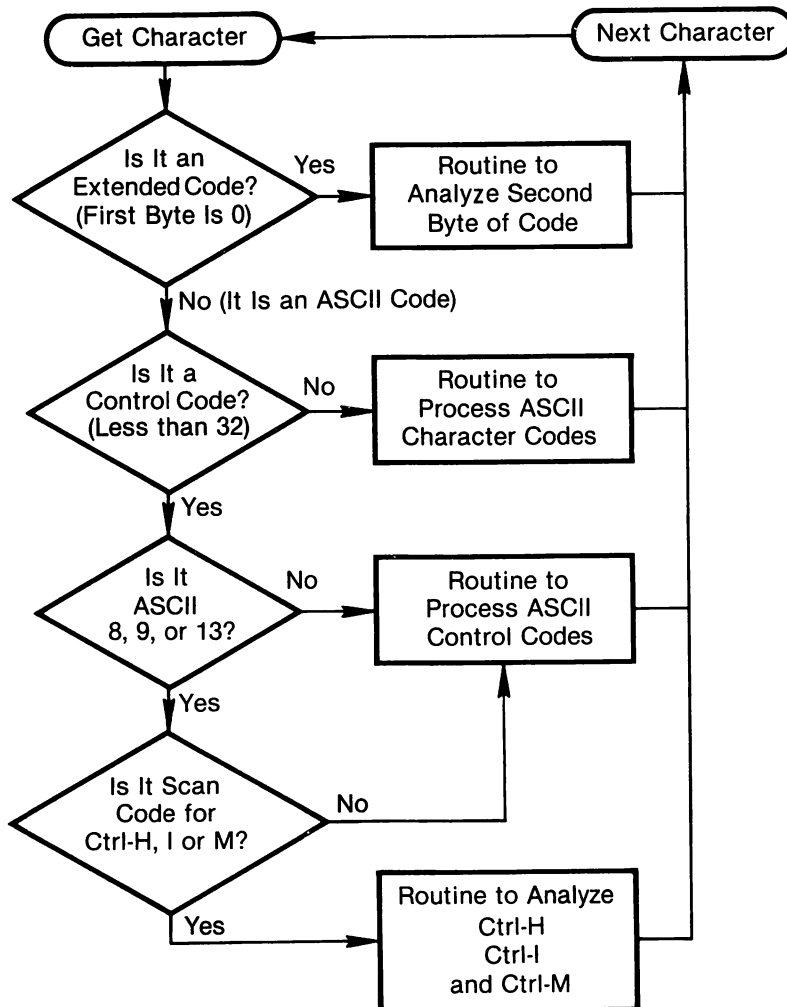 Get Character
Next Character
Is It an
Extended Code?
(First Byte Is 0)
Yes
Routine to
Analyze Second
Byte of Code
No (It Is an ASCII Code)
Is It a
Control Code?
(Less than 32)
No
Routine to
Process ASCII
Character Codes
Yes
Is It
ASCII
8, 9, or 13?
No
Routine to
Process ASCII
Control Codes
Yes
Is It Scan
Code for
Ctrl-H, I or M?
No
Yes
Routine to Analyze
Ctrl-H
Ctrl-I
and Ctrl-M